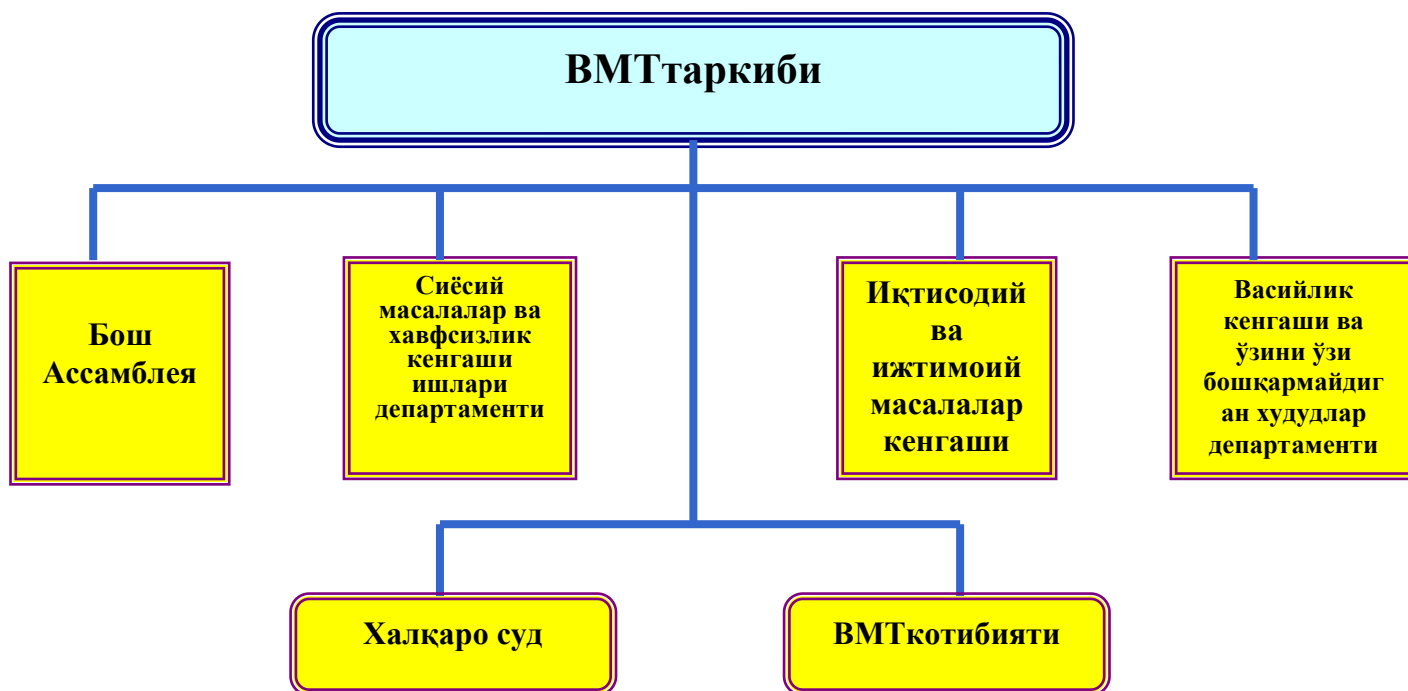 ВМТтаркиби
Бош
Ассамблея
Сиёсий
масалалар ва
хавфсизлик
кенгаши
ишлари
департаменти
Иқтисодий
ва
ижтимоий
масалалар
кенгаши
Васийлик
кенгаши ва
ўзини ўзи
бошқармайдиг
ан худудлар
департаменти
Халқаро суд
ВМТкотибияти